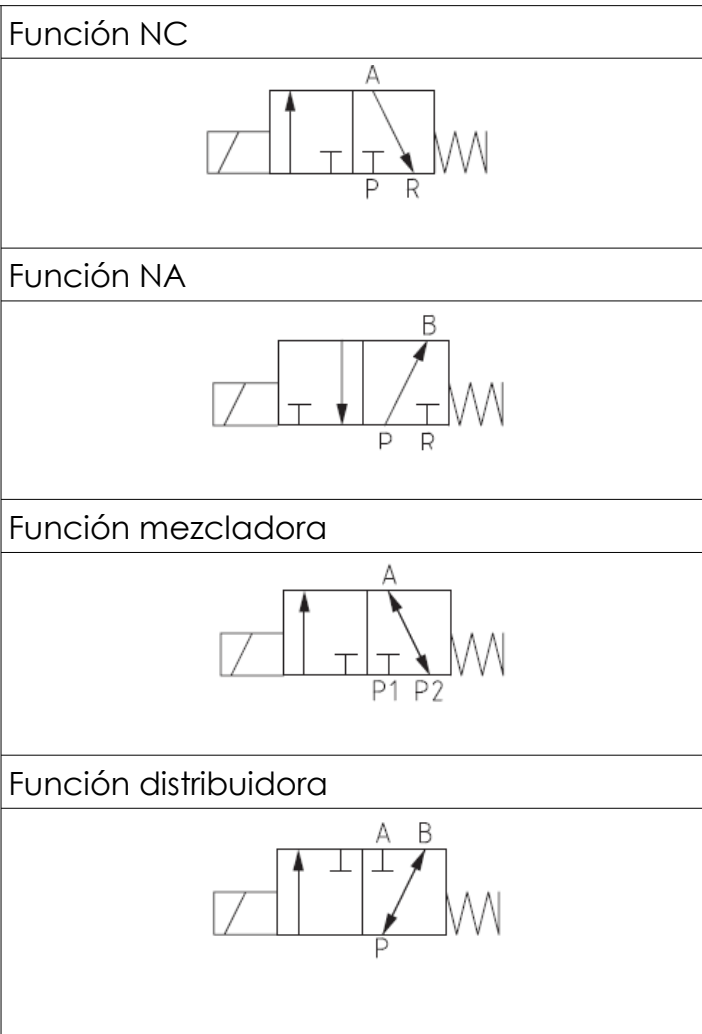 Función NC
A
P R
Función NA
B
P R
Función mezcladora
A
P1 P2
Función distribuidora
A B
P